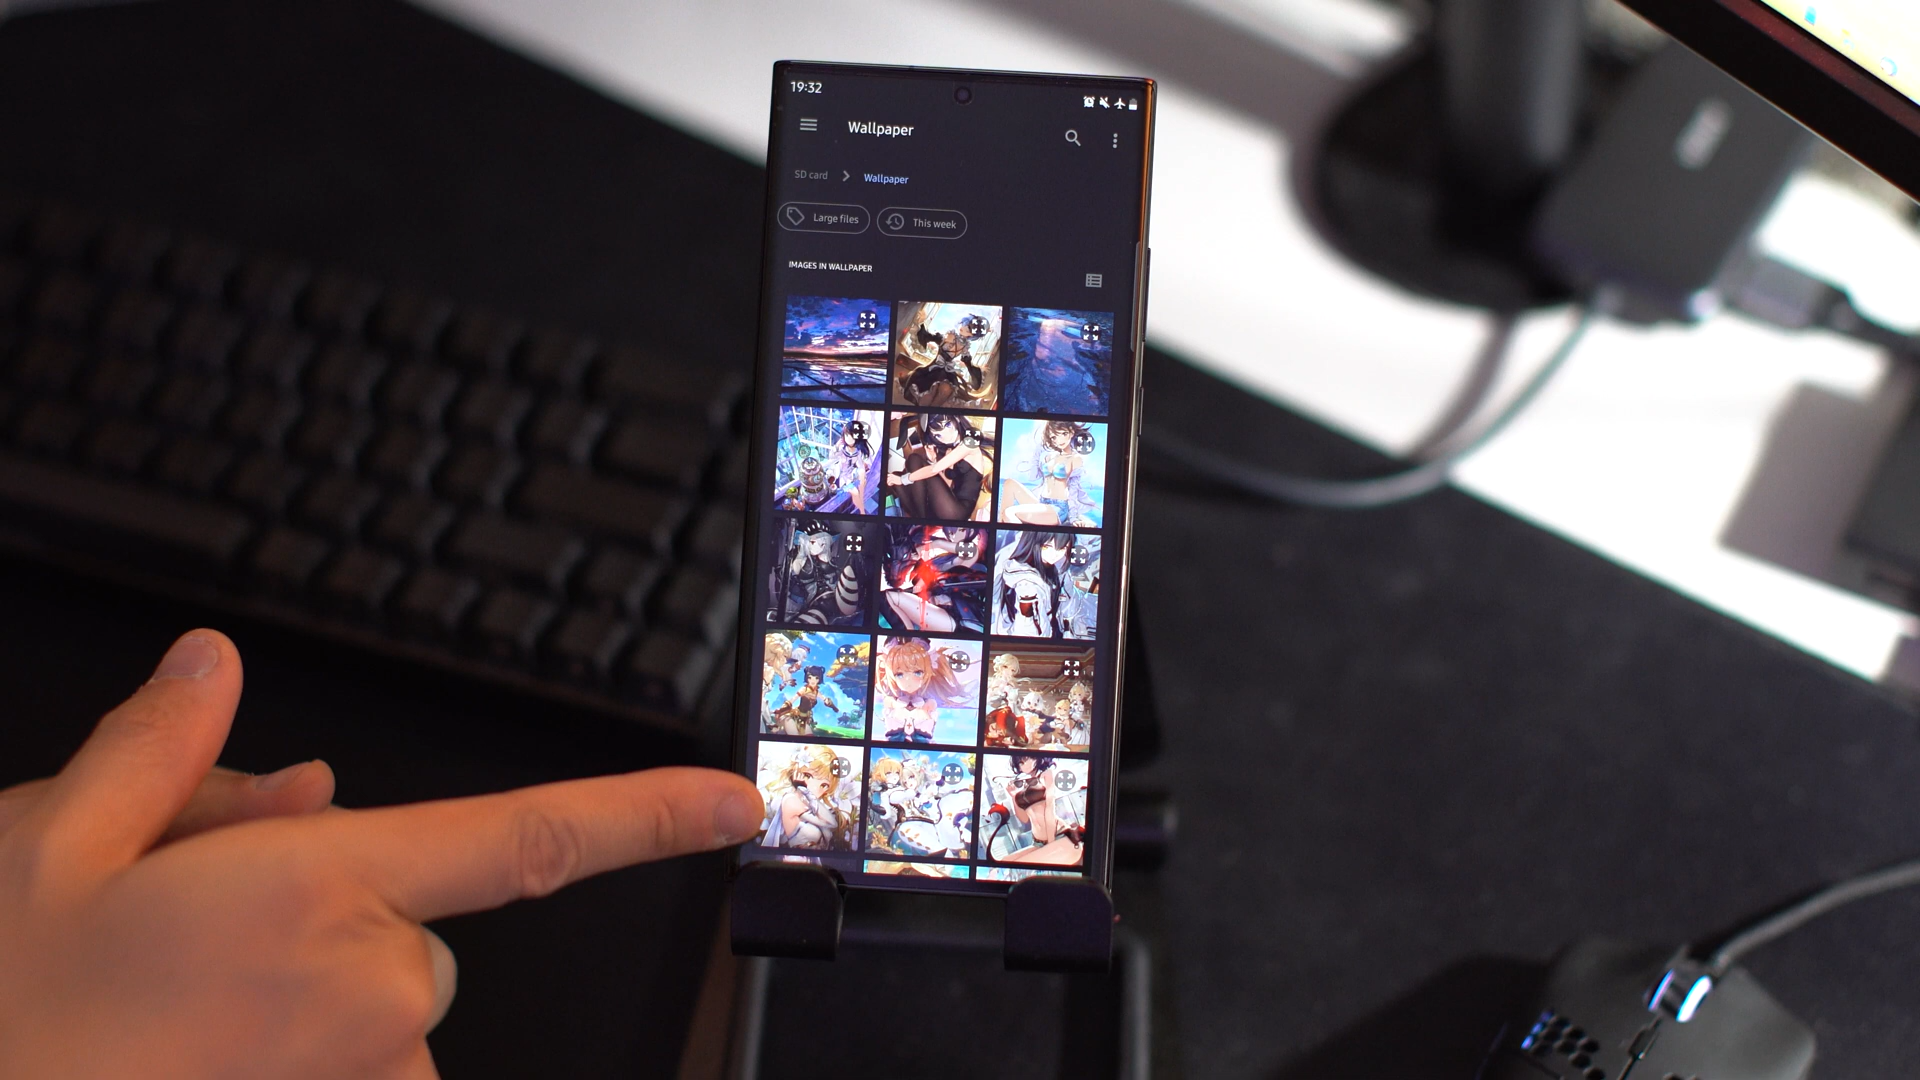 19:32
Wallpaper
SD card
Wallpaper
Large files
This week
IMAGES IN WALLPAPER